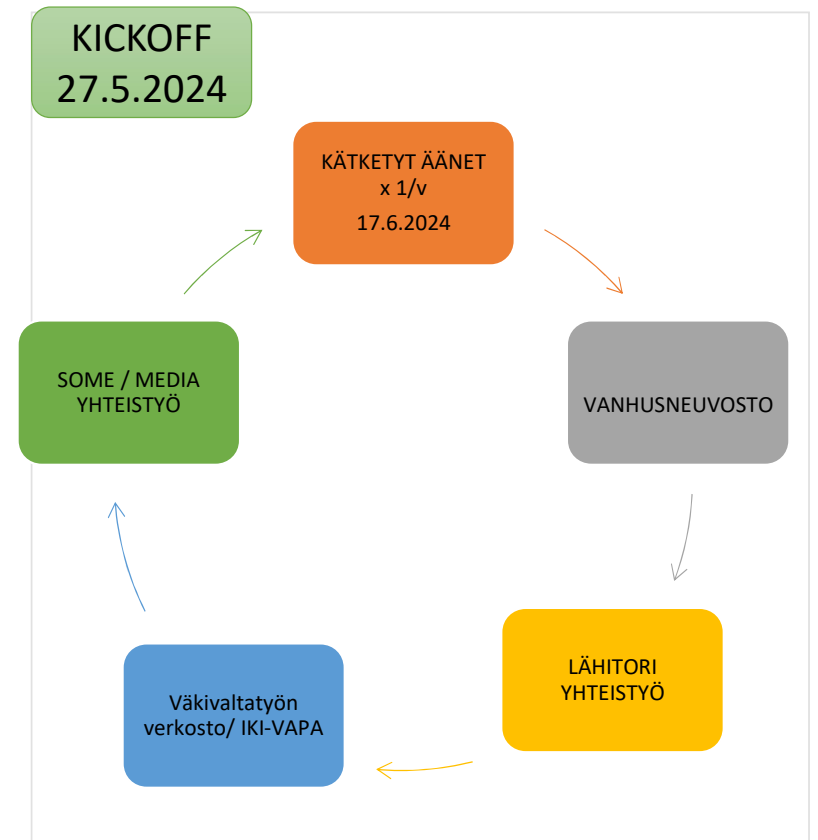 KICKOFF
27.5.2024
KÄTKETYT ÄÄNET
x 1/v
17.6.2024
SOME / MEDIA
YHTEISTYÖ
VANHUSNEUVOSTO
LÄHITORI
YHTEISTYÖ
Väkivaltatyön
verkosto/ IKI-VAPA